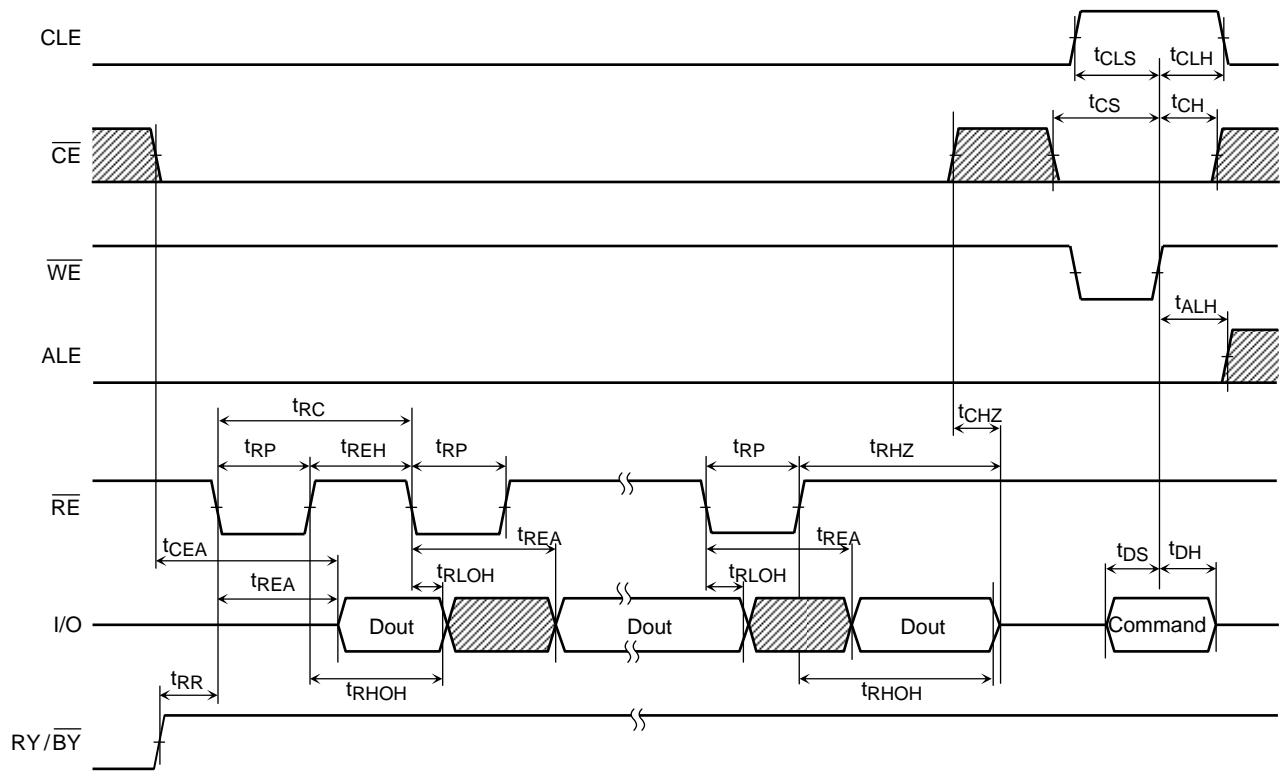 CLE
tCLS tCLH
tCS tCH
CE
WE
tALH
ALE
tRC tCHZ
tRP tREH tRP tRP tRHZ
RE
tCEA tREA tREA tDS tDH
tREA tRLOH tRLOH
I/O Dout Dout Dout Command
tRR tRHOH tRHOH
RY/BY